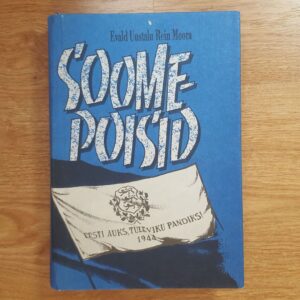 Evald Uustalu Rein Moora
SOOME-
POISID
EESTI AUKS, TULEVIKU PANDIKS!
1944